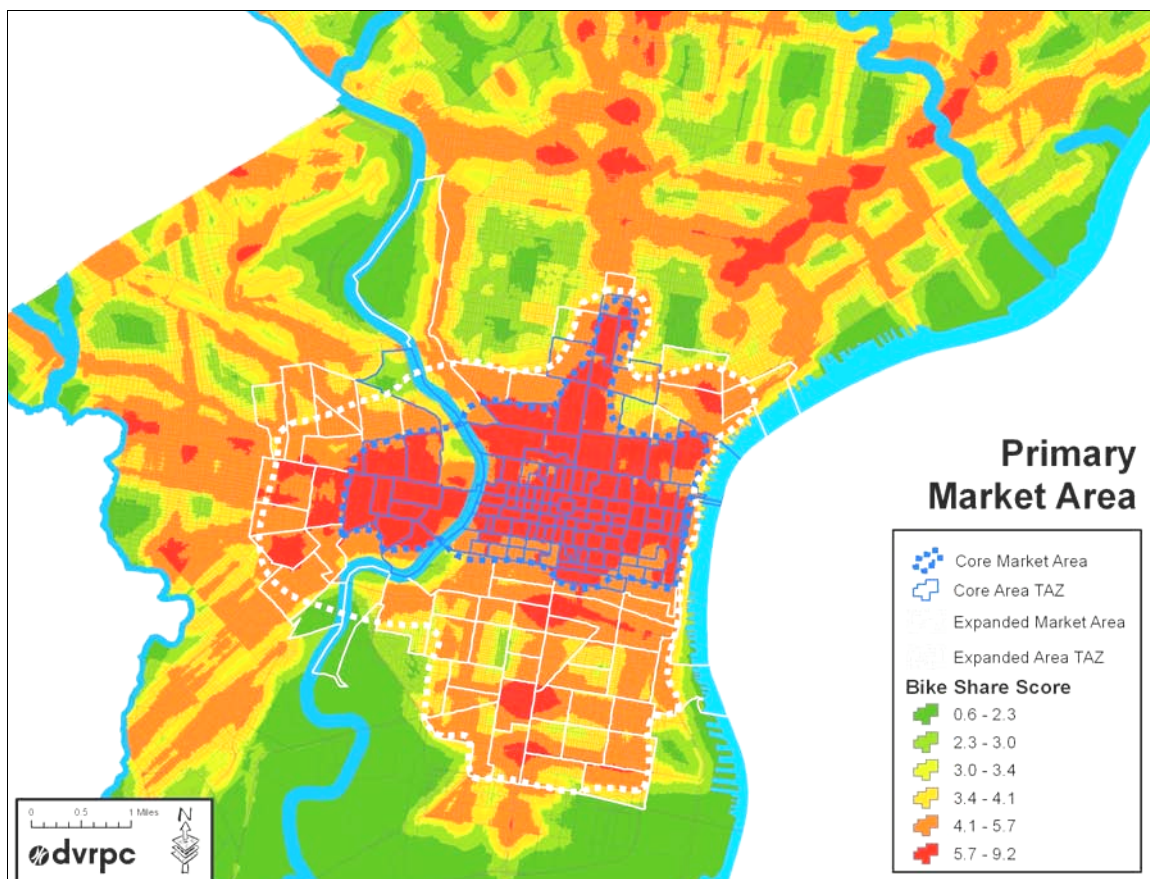 Primary
Market Area
Core Market Area
Core Area TAZ
Expanded Market Area
Expanded Area TAZ
Bike Share Score
0.6 - 2.3
2.3 - 3.0
3.0 - 3.4
3.4 - 4.1
4.1 - 5.7
5.7 - 9.2
0 0.5 1 Miles
N
dvrpc